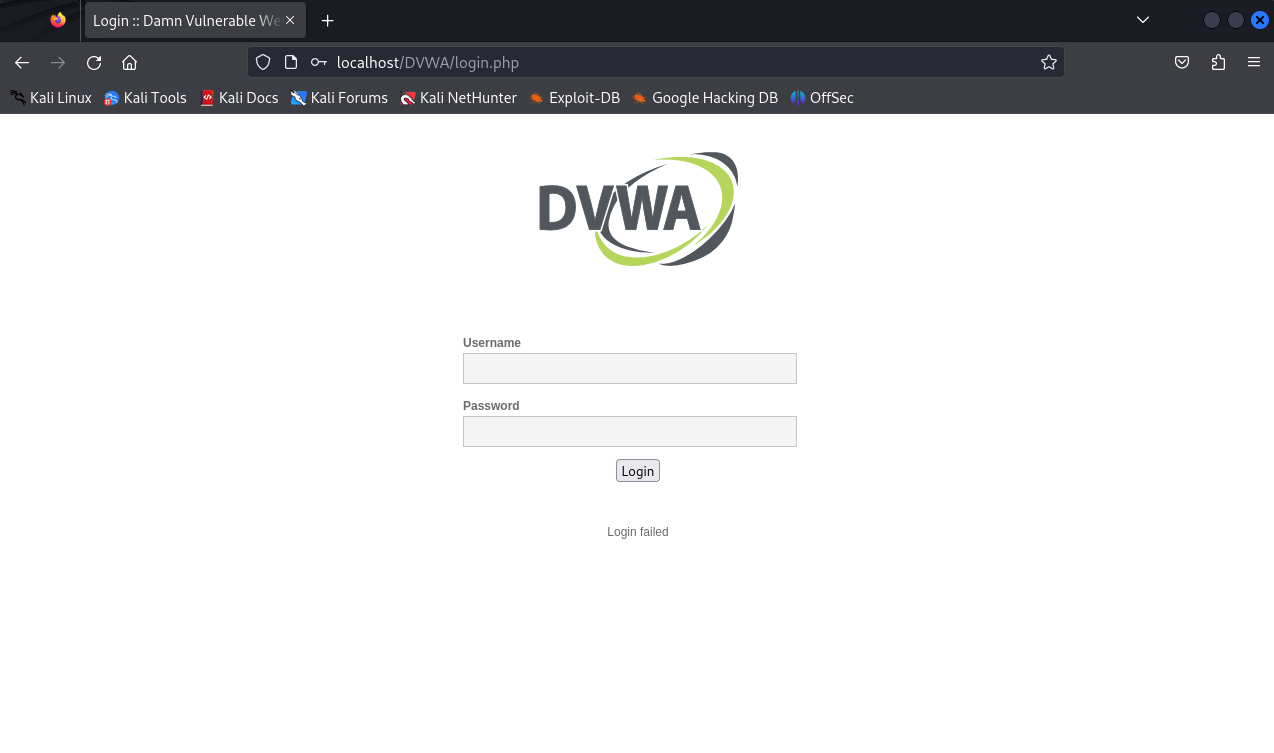 Login :: Damn Vulnerable We
localhost/DVWA/login.php
Kali Linux Kali Tools Kali Docs Kali Forums Kali NetHunter Exploit-DB Google Hacking DB OffSec
DVWA
Username
Password
Login
Login failed